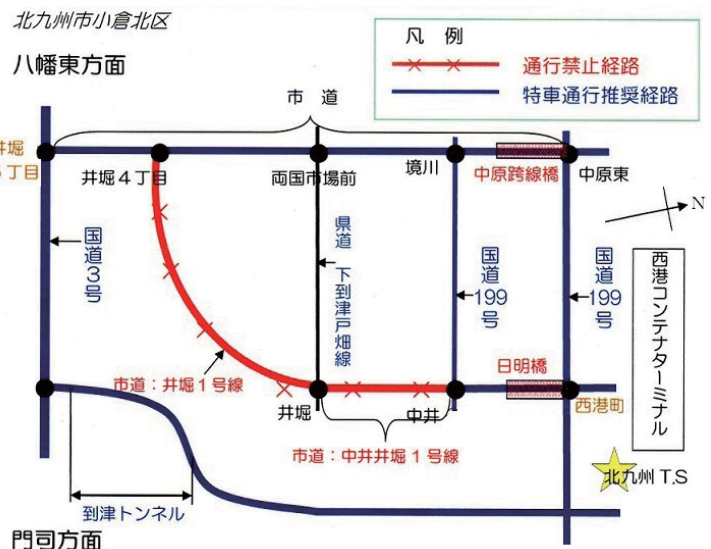 北九州市小倉北区
八幡東方面
凡 例
通行禁止経路
特車通行推奨経路
市 道
井堀
5丁目
井堀4丁目
両国市場前
境川
中原跨線橋
中原東
N
国道3号
県道 下到津戸畑線
国道199号
国道199号
西港コンテナターミナル
市道:井堀1号線
日明橋
井堀
中井
西港町
市道:中井井堀1号線
北九州 T.S
到津トンネル
門司方面